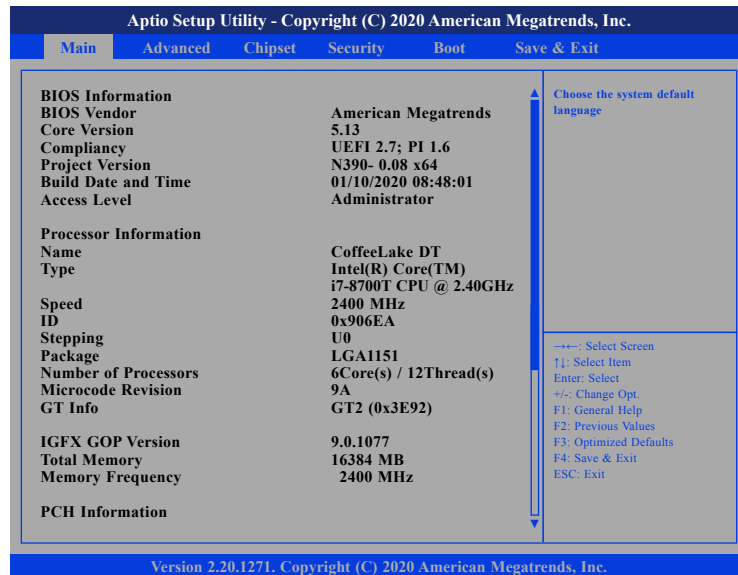 Aptio Setup Utility - Copyright (C) 2020 American Megatrends, Inc.
Main Advanced Chipset Security Boot Save & Exit
BIOS Information
BIOS Vendor American Megatrends
Core Version 5.13
Compliancy UEFI 2.7; PI 1.6
Project Version N390- 0.08 x64
Build Date and Time 01/10/2020 08:48:01
Access Level Administrator
Processor Information
Name CoffeeLake DT
Type Intel(R) Core(TM)
i7-8700T CPU @ 2.40GHz
Speed 2400 MHz
ID 0x906EA
Stepping U0
Package LGA1151
Number of Processors 6Core(s) / 12Thread(s)
Microcode Revision 9A
GT Info GT2 (0x3E92)
IGFX GOP Version 9.0.1077
Total Memory 16384 MB
Memory Frequency 2400 MHz
PCH Information
Choose the system default
language
→←: Select Screen
↑↓: Select Item
Enter: Select
+/-: Change Opt.
F1: General Help
F2: Previous Values
F3: Optimized Defaults
F4: Save & Exit
ESC: Exit
Version 2.20.1271. Copyright (C) 2020 American Megatrends, Inc.